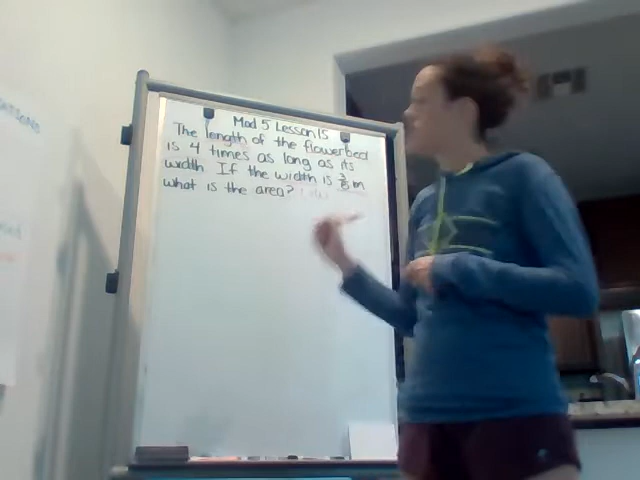 Mod 5 Lesson 15
The length of the flowerbed
is 4 times as long as its
width If the width is 3/8 m
what is the area?